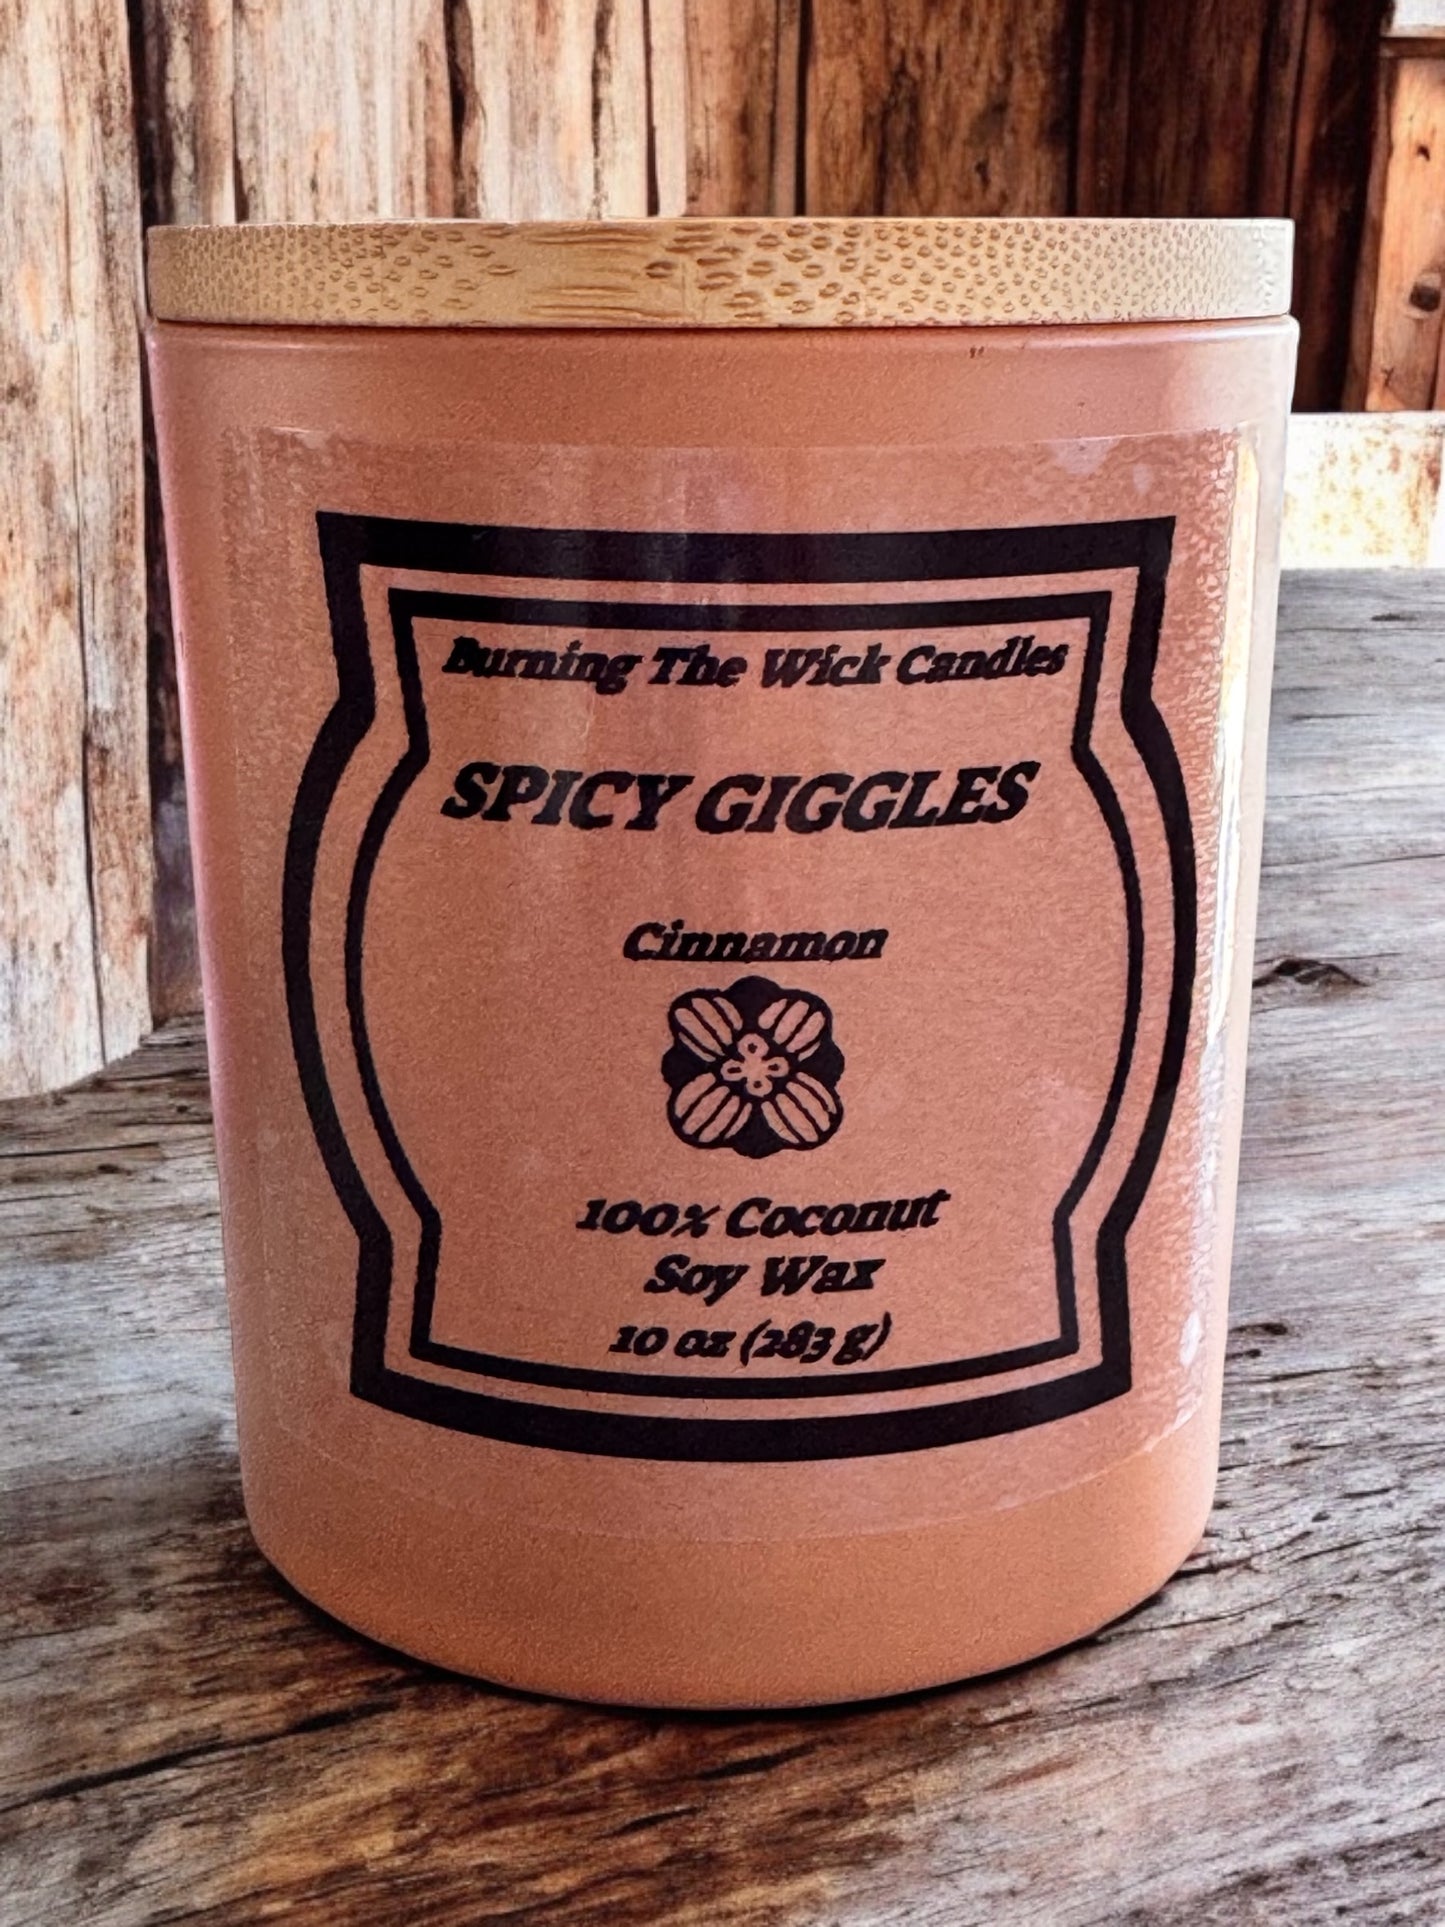 Burning The Wick Candles
SPICY GIGGLES
Cinnamon
100% Coconut
Soy Wax
10 oz (283 g)